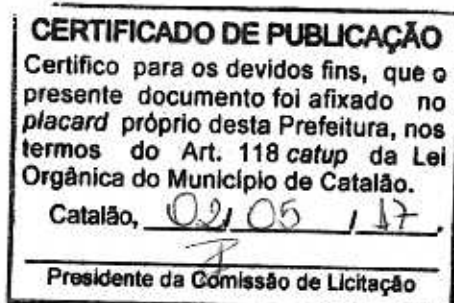 CERTIFICADO DE PUBLICAÇÃO
Certifico para os devidos fins, que o
presente documento foi afixado no
placard próprio desta Prefeitura, nos
termos do Art. 118 catup da Lei
Orgânica do Município de Catalão.
Catalão, 02/05/17.
Presidente da Comissão de Licitação